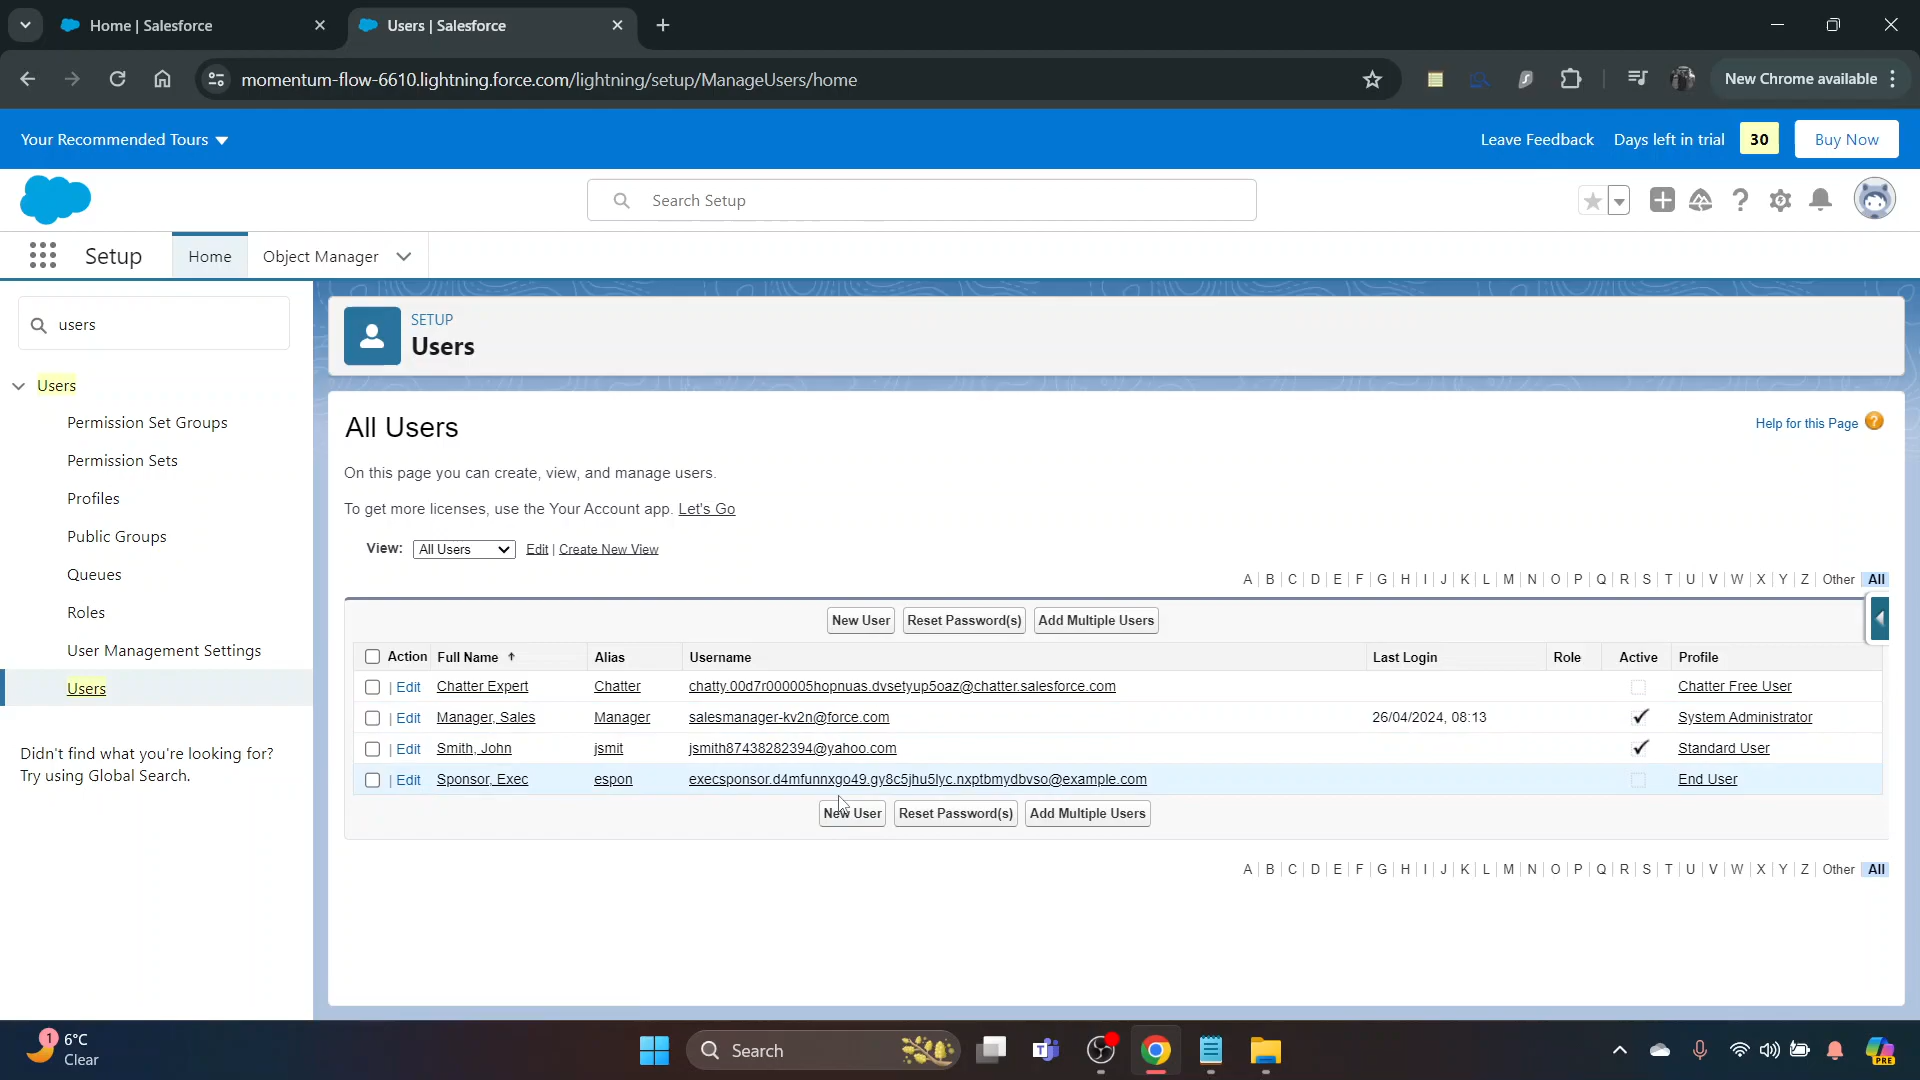 Home | Salesforce
Users | Salesforce
momentum-flow-6610.lightning.force.com/lightning/setup/ManageUsers/home
New Chrome available
Your Recommended Tours
Leave Feedback
Days left in trial
30
Buy Now
Search Setup
Setup
Home
Object Manager
users
SETUP
Users
Users
Permission Set Groups
Permission Sets
Profiles
Public Groups
Queues
Roles
User Management Settings
Users
Didn't find what you're looking for?
Try using Global Search.
All Users
Help for this Page ?
On this page you can create, view, and manage users.
To get more licenses, use the Your Account app. Let's Go
View: All Users Edit | Create New View
A | B | C | D | E | F | G | H | I | J | K | L | M | N | O | P | Q | R | S | T | U | V | W | X | Y | Z | Other | All
New User Reset Password(s) Add Multiple Users
Action Full Name ↑ Alias Username Last Login Role Active Profile
| Edit Chatter Expert Chatter chatty.00d7r000005hopnuas.dvsetyup5oaz@chatter.salesforce.com Chatter Free User
| Edit Manager, Sales Manager salesmanager-kv2n@force.com 26/04/2024, 08:13 System Administrator
| Edit Smith, John jsmit jsmith87438282394@yahoo.com Standard User
| Edit Sponsor, Exec espon execsponsor.d4mfunnxgo49.gy8c5jhu5lyc.nxptbmydbvso@example.com End User
New User Reset Password(s) Add Multiple Users
A | B | C | D | E | F | G | H | I | J | K | L | M | N | O | P | Q | R | S | T | U | V | W | X | Y | Z | Other | All
1
6°C
Clear
Search
PRE